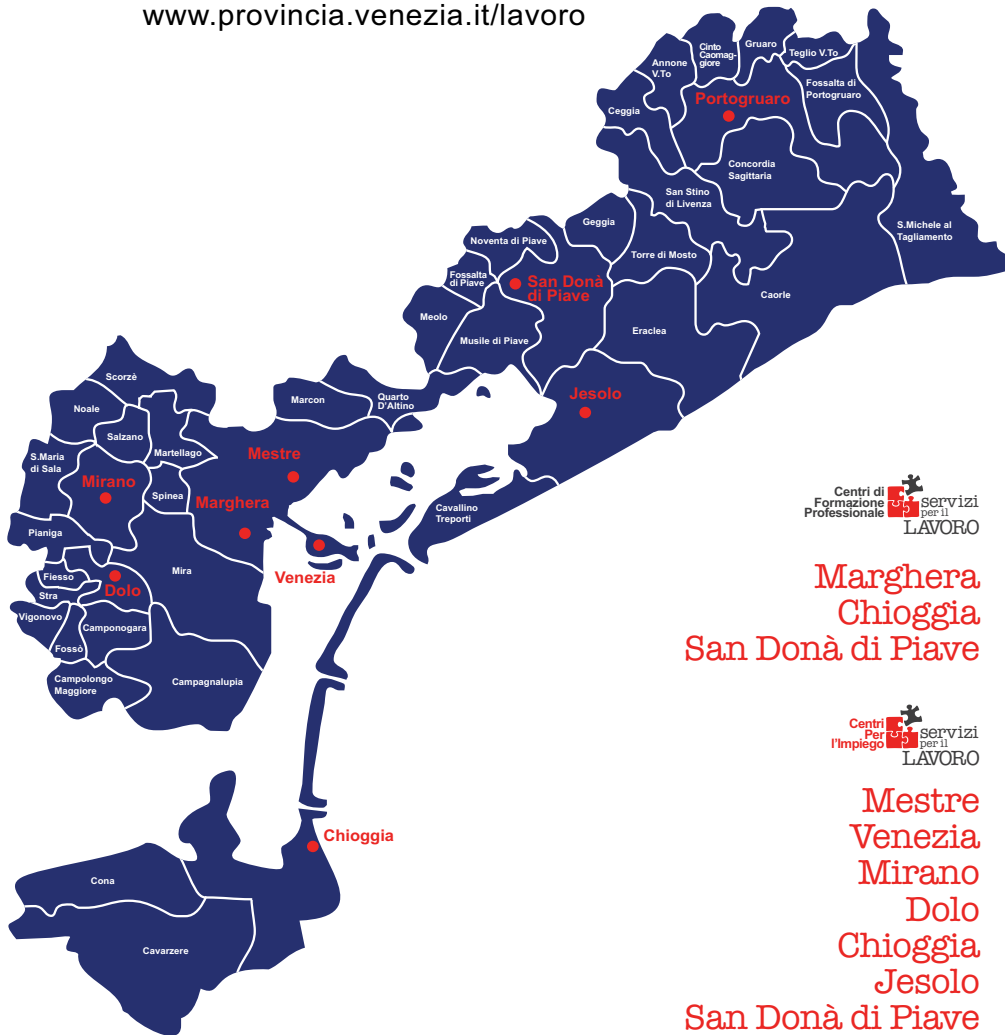 www.provincia.venezia.it/lavoro
Cinto
Caomag-
giore
Gruaro
Teglio V.To
Annone
V.To
Fossalta di
Portogruaro
Portogruaro
Ceggia
Concordia
Sagittaria
San Stino
di Livenza
S.Michele al
Tagliamento
Geggia
Noventa di Piave
Torre di Mosto
Fossalta
di Piave
San Donà
di Piave
Caorle
Meolo
Eraclea
Musile di Piave
Scorzè
Jesolo
Marcon
Quarto
D'Altino
Noale
Salzano
Mestre
Martellago
S.Maria
di Sala
Mirano
Spinea
Marghera
Cavallino
Treporti
Pianiga
Mira
Venezia
Fiesso
Dolo
Stra
Vigonovo
Camponogara
Fossò
Campolongo
Maggiore
Campagnalupia
Chioggia
Cona
Cavarzere
Centri di
Formazione
Professionale
servizi
per il
LAVORO
Marghera
Chioggia
San Donà di Piave
Centri
Per
l'Impiego
servizi
per il
LAVORO
Mestre
Venezia
Mirano
Dolo
Chioggia
Jesolo
San Donà di Piave